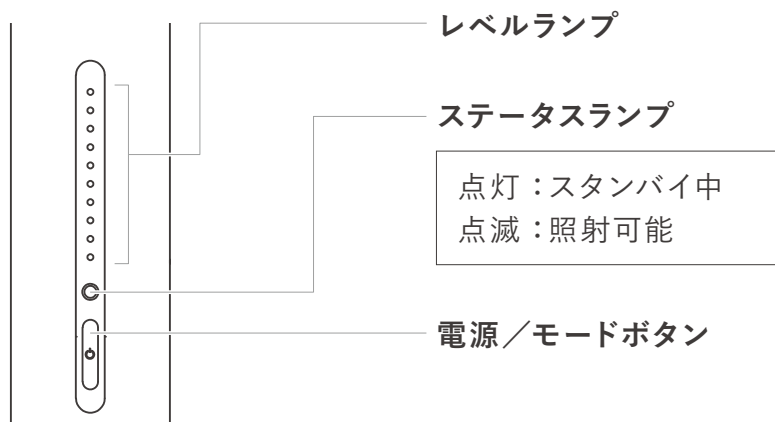 レベルランプ
ステータスランプ
点灯：スタンバイ中
点滅：照射可能
電源／モードボタン